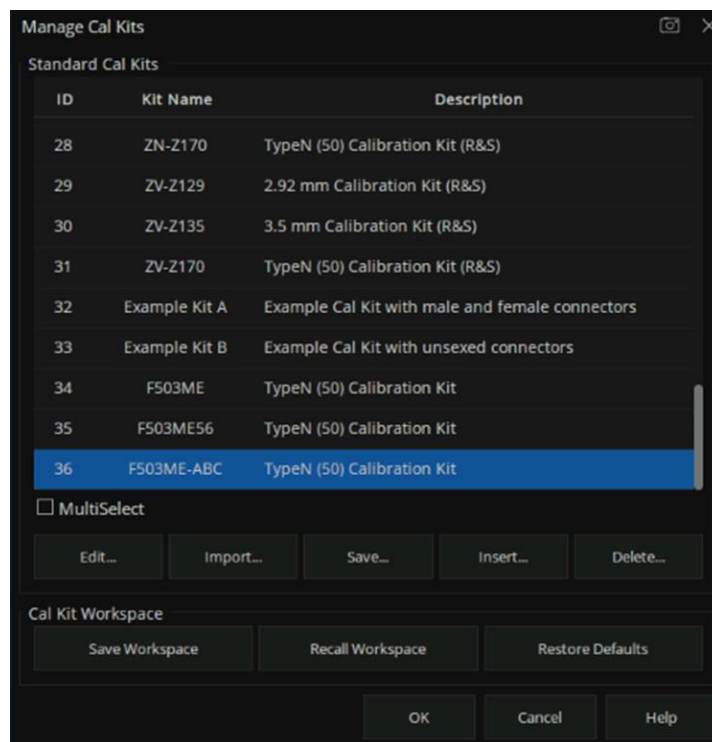 Manage Cal Kits
Standard Cal Kits
ID Kit Name Description
28 ZN-Z170 TypeN (50) Calibration Kit (R&S)
29 ZV-Z129 2.92 mm Calibration Kit (R&S)
30 ZV-Z135 3.5 mm Calibration Kit (R&S)
31 ZV-Z170 TypeN (50) Calibration Kit (R&S)
32 Example Kit A Example Cal Kit with male and female connectors
33 Example Kit B Example Cal Kit with unsexed connectors
34 F503ME TypeN (50) Calibration Kit
35 F503ME56 TypeN (50) Calibration Kit
36 F503ME-ABC TypeN (50) Calibration Kit
MultiSelect
Edit... Import... Save... Insert... Delete...
Cal Kit Workspace
Save Workspace Recall Workspace Restore Defaults
OK Cancel Help